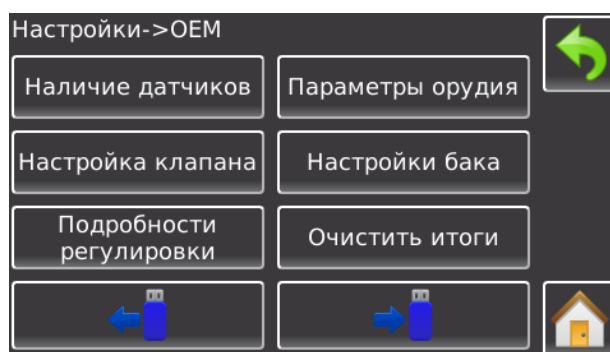 Настройки->OEM
Наличие датчиков
Параметры орудия
Настройка клапана
Настройки бака
Подробности
регулировки
Очистить итоги